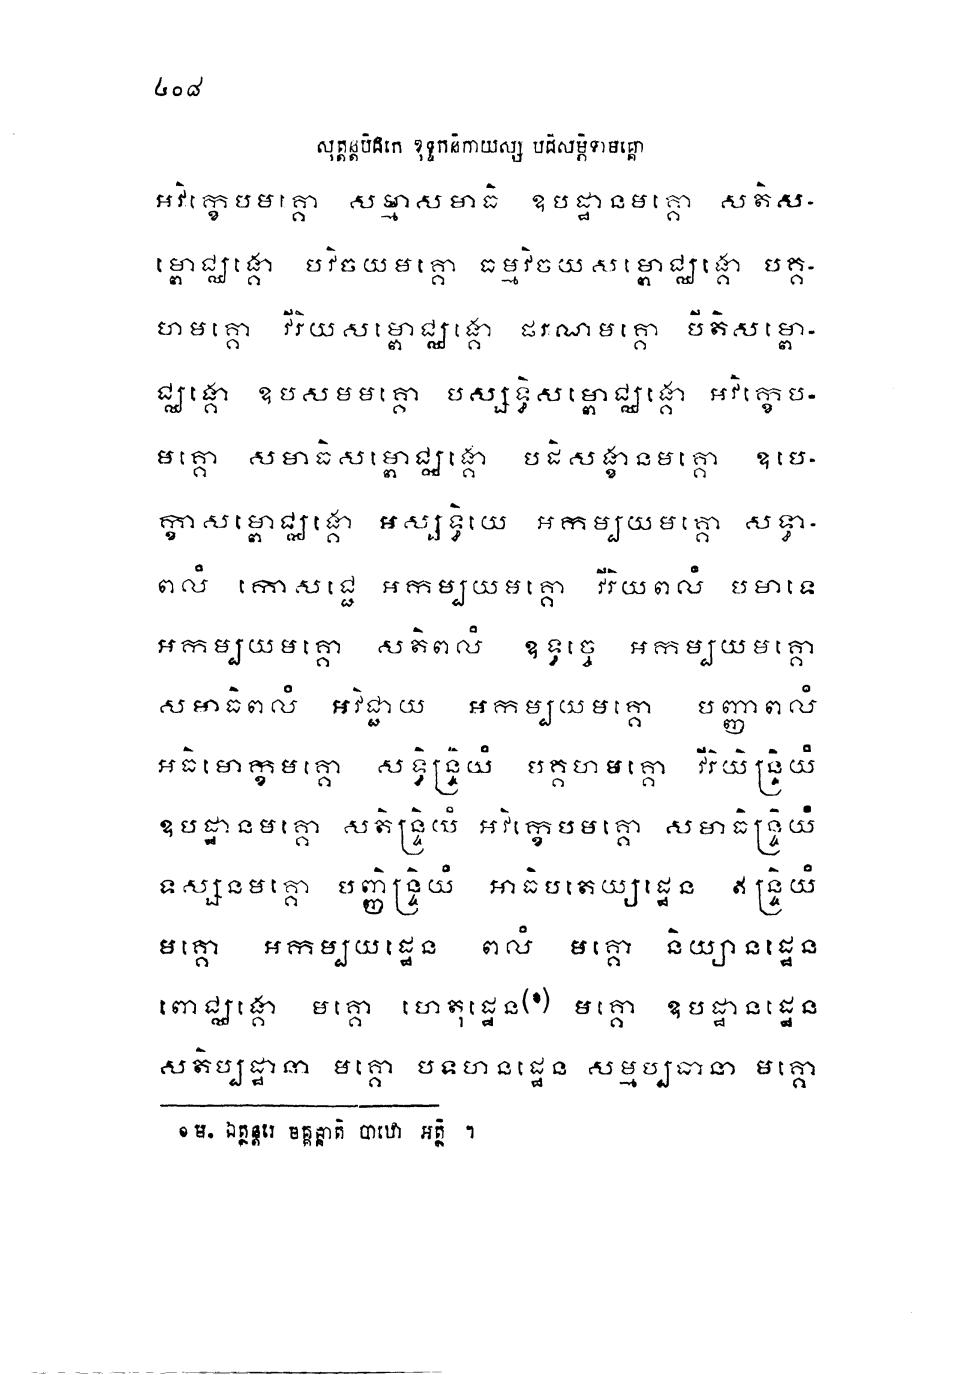 ៤០៨
សុត្តន្តបិដកេ ខុទ្ទកនិកាយស្ស បដិសម្ភិទាមគ្គោ
អវិក្ខេបមគ្គោ សម្មាសមាធិ ឧបដ្ឋានមគ្គោ សតិស-
ម្ពោជ្ឈង្គោ បវិចយមគ្គោ ធម្មវិចយសម្ពោជ្ឈង្គោ បគ្គ-
ហមគ្គោ វីរិយសម្ពោជ្ឈង្គោ ផរណមគ្គោ បីតិសម្ពោ-
ជ្ឈង្គោ ឧបសមមគ្គោ បស្សទ្ធិសម្ពោជ្ឈង្គោ អវិក្ខេប-
មគ្គោ សមាធិសម្ពោជ្ឈង្គោ បដិសង្ខានមគ្គោ ឧបេ-
ក្ខាសម្ពោជ្ឈង្គោ អស្សទ្ធិយេ អកម្បយមគ្គោ សទ្ធា-
ពលំ កោសជ្ជេ អកម្បយមគ្គោ វីរិយពលំ បមាទេ
អកម្បយមគ្គោ សតិពលំ ឧទ្ធច្ចេ អកម្បយមគ្គោ
សមាធិពលំ អវិជ្ជាយ អកម្បយមគ្គោ បញ្ញាពលំ
អធិមោក្ខមគ្គោ សទ្ធិន្ទ្រិយំ បគ្គហមគ្គោ វីរិយិន្ទ្រិយំ
ឧបដ្ឋានមគ្គោ សតិន្ទ្រិយំ អវិក្ខេបមគ្គោ សមាធិន្ទ្រិយំ
ទស្សនមគ្គោ បញ្ញិន្ទ្រិយំ អាធិបតេយ្យដ្ឋេន ឥន្ទ្រិយំ
មគ្គោ អកម្បយដ្ឋេន ពលំ មគ្គោ និយ្យានដ្ឋេន
ពោជ្ឈង្គោ មគ្គោ ហេតុដ្ឋេន(១) មគ្គោ ឧបដ្ឋានដ្ឋេន
សតិប្បដ្ឋានា មគ្គោ បទហនដ្ឋេន សម្មប្បធានា មគ្គោ
១ ម. ឯត្ថន្តរេ មគ្គន្នាតិ បាឋោ អត្ថិ ។